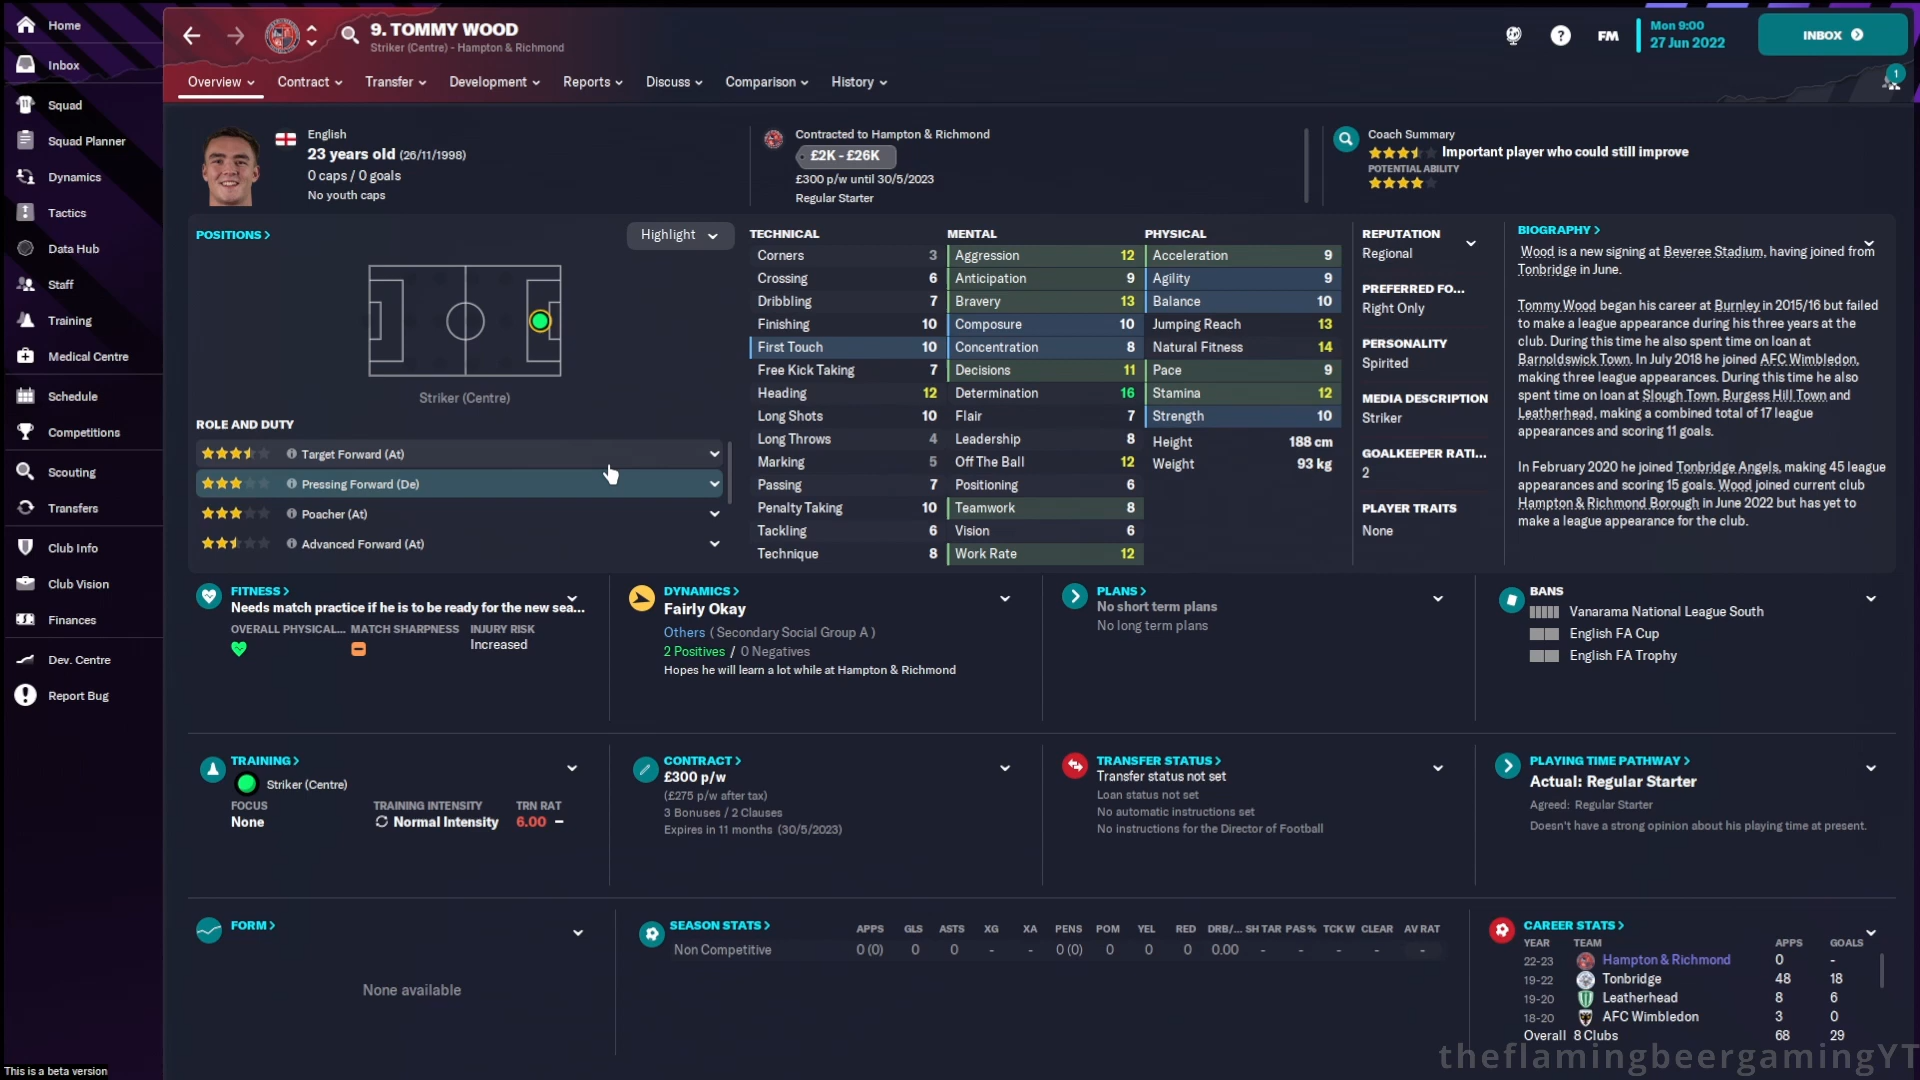 Home
Inbox
Squad
Squad Planner
Dynamics
Tactics
Data Hub
Staff
Training
Medical Centre
Schedule
Competitions
Scouting
Transfers
Club Info
Club Vision
Finances
Dev. Centre
Report Bug
This is a beta version
9. TOMMY WOOD
Striker (Centre) - Hampton & Richmond
FM
Mon 9:00
27 Jun 2022
INBOX
1
Overview Contract Transfer Development Reports Discuss Comparison History
English
23 years old (26/11/1998)
0 caps / 0 goals
No youth caps
Contracted to Hampton & Richmond
£2K - £26K
£300 p/w until 30/5/2023
Regular Starter
Coach Summary
Important player who could still improve
POTENTIAL ABILITY
POSITIONS >
Highlight
Striker (Centre)
ROLE AND DUTY
Target Forward (At)
Pressing Forward (De)
Poacher (At)
Advanced Forward (At)
TECHNICAL
Corners 3
Crossing 6
Dribbling 7
Finishing 10
First Touch 10
Free Kick Taking 7
Heading 12
Long Shots 10
Long Throws 4
Marking 5
Passing 7
Penalty Taking 10
Tackling 6
Technique 8
MENTAL
Aggression 12
Anticipation 9
Bravery 13
Composure 10
Concentration 8
Decisions 11
Determination 16
Flair 7
Leadership 8
Off The Ball 12
Positioning 6
Teamwork 8
Vision 6
Work Rate 12
PHYSICAL
Acceleration 9
Agility 9
Balance 10
Jumping Reach 13
Natural Fitness 14
Pace 9
Stamina 12
Strength 10
Height 188 cm
Weight 93 kg
REPUTATION
Regional
PREFERRED FO...
Right Only
PERSONALITY
Spirited
MEDIA DESCRIPTION
Striker
GOALKEEPER RATI...
2
PLAYER TRAITS
None
BIOGRAPHY >
Wood is a new signing at Beveree Stadium, having joined from
Tonbridge in June.
Tommy Wood began his career at Burnley in 2015/16 but failed
to make a league appearance during his three years at the
club. During this time he also spent time on loan at
Barnoldswick Town. In July 2018 he joined AFC Wimbledon,
making three league appearances. During this time he also
spent time on loan at Slough Town, Burgess Hill Town and
Leatherhead, making a combined total of 17 league
appearances and scoring 11 goals.
In February 2020 he joined Tonbridge Angels, making 45 league
appearances and scoring 15 goals. Wood joined current club
Hampton & Richmond Borough in June 2022 but has yet to
make a league appearance for the club.
FITNESS >
Needs match practice if he is to be ready for the new sea...
OVERALL PHYSICAL... MATCH SHARPNESS INJURY RISK
Increased
DYNAMICS >
Fairly Okay
Others ( Secondary Social Group A )
2 Positives / 0 Negatives
Hopes he will learn a lot while at Hampton & Richmond
PLANS >
No short term plans
No long term plans
BANS
Vanarama National League South
English FA Cup
English FA Trophy
TRAINING >
Striker (Centre)
FOCUS TRAINING INTENSITY TRN RAT
None Normal Intensity 6.00 –
CONTRACT >
£300 p/w
(£275 p/w after tax)
3 Bonuses / 2 Clauses
Expires in 11 months (30/5/2023)
TRANSFER STATUS >
Transfer status not set
Loan status not set
No automatic instructions set
No instructions for the Director of Football
PLAYING TIME PATHWAY >
Actual: Regular Starter
Agreed: Regular Starter
Doesn't have a strong opinion about his playing time at present.
FORM >
None available
SEASON STATS > APPS GLS ASTS XG XA PENS POM YEL RED DRB/... SH TAR PAS% TCK W CLEAR AV RAT
Non Competitive 0 (0) 0 0 - - 0 (0) 0 0 0 0.00 - - - - -
CAREER STATS >
YEAR TEAM APPS GOALS
22-23 Hampton & Richmond 0 -
19-22 Tonbridge 48 18
19-20 Leatherhead 8 6
18-20 AFC Wimbledon 3 0
Overall 8 Clubs 68 29
theflamingbeergamingYT